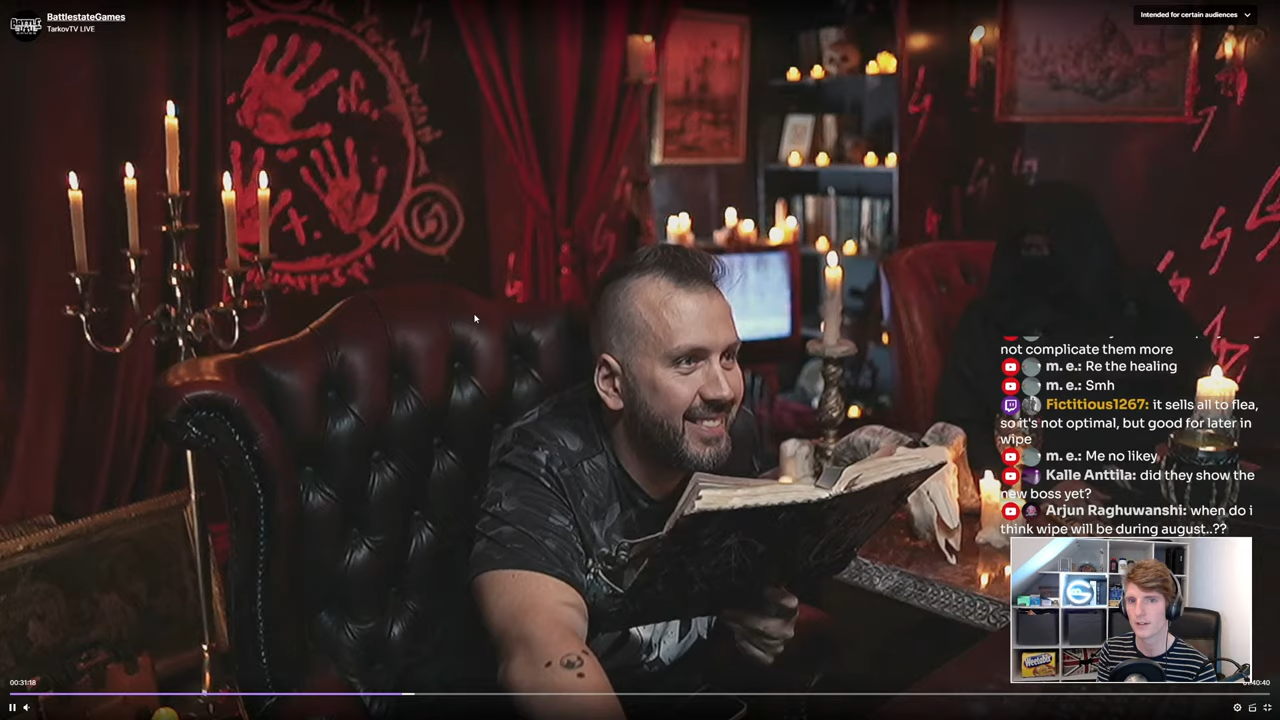 BattlestateGames
TarkovTV LIVE
BATTLE
STATE
GAMES
Intended for certain audiences
not complicate them more
m. e.: Re the healing
m. e.: Smh
Fictitious1267: it sells all to flea,
so it's not optimal, but good for later in
wipe
m. e.: Me no likey
Kalle Anttila: did they show the
new boss yet?
Arjun Raghuwanshi: when do i
think wipe will be during august..??
Weetabix
00:31:18